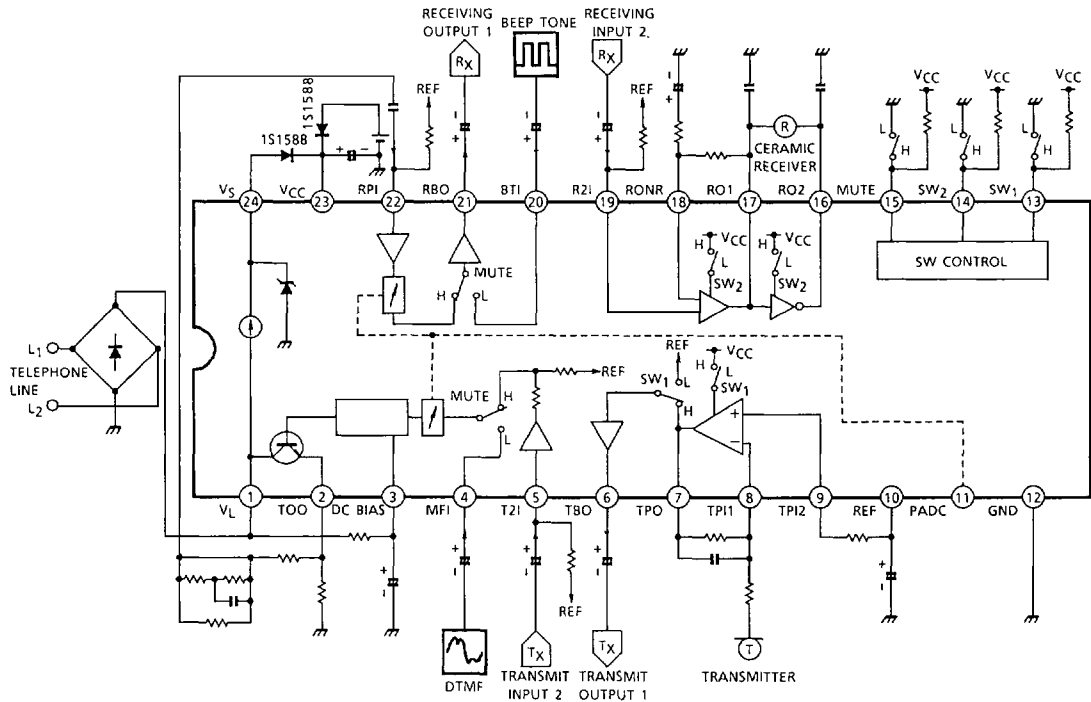 RECEIVING OUTPUT 1
BEEP TONE
RECEIVING INPUT 2.
RX
RX
REF
REF
1S1588
1S1588
+ -
- +
- +
- +
- +
R
CERAMIC RECEIVER
VCC
VCC
VCC
L
H
L
H
L
H
VS
VCC
RPI
RBO
BTI
R2I
RONR
RO1
RO2
MUTE
SW2
SW1
24
23
22
21
20
19
18
17
16
15
14
13
MUTE
H
L
H
VCC
L
SW2
H
VCC
L
SW2
SW CONTROL
L1
TELEPHONE LINE
L2
MUTE
H
L
REF
REF
SW1
L
H
VCC
H
L
SW1
+
-
1
2
3
4
5
6
7
8
9
10
11
12
VL
TOO
DC BIAS
MFI
T2I
TBO
TPO
TPI1
TPI2
REF
PADC
GND
+ -
+ -
+ -
+ -
+ -
REF
DTMF
TX
TRANSMIT INPUT 2
TX
TRANSMIT OUTPUT 1
T
TRANSMITTER